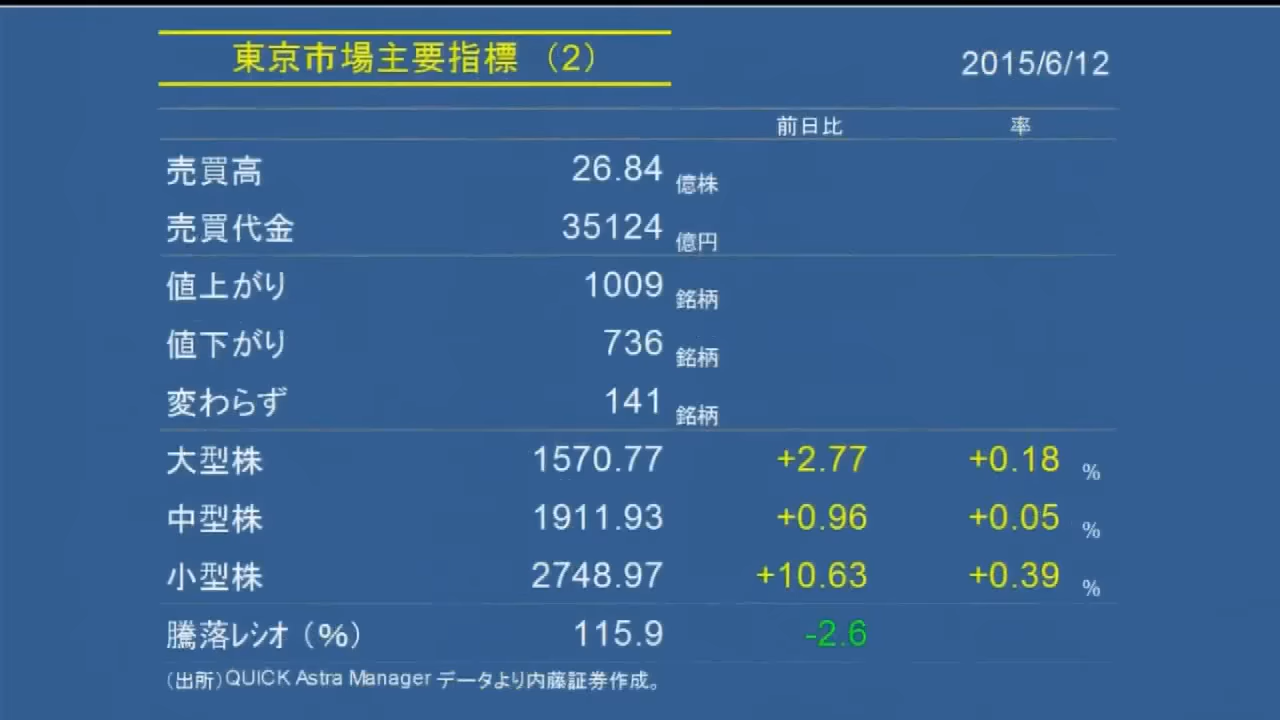 東京市場主要指標 （2）
2015/6/12
前日比 率
売買高 26.84 億株
売買代金 35124 億円
値上がり 1009 銘柄
値下がり 736 銘柄
変わらず 141 銘柄
大型株 1570.77 +2.77 +0.18 %
中型株 1911.93 +0.96 +0.05 %
小型株 2748.97 +10.63 +0.39 %
騰落ﾚｼｵ（%） 115.9 -2.6
（出所）QUICK Astra Manager データより内藤証券作成。